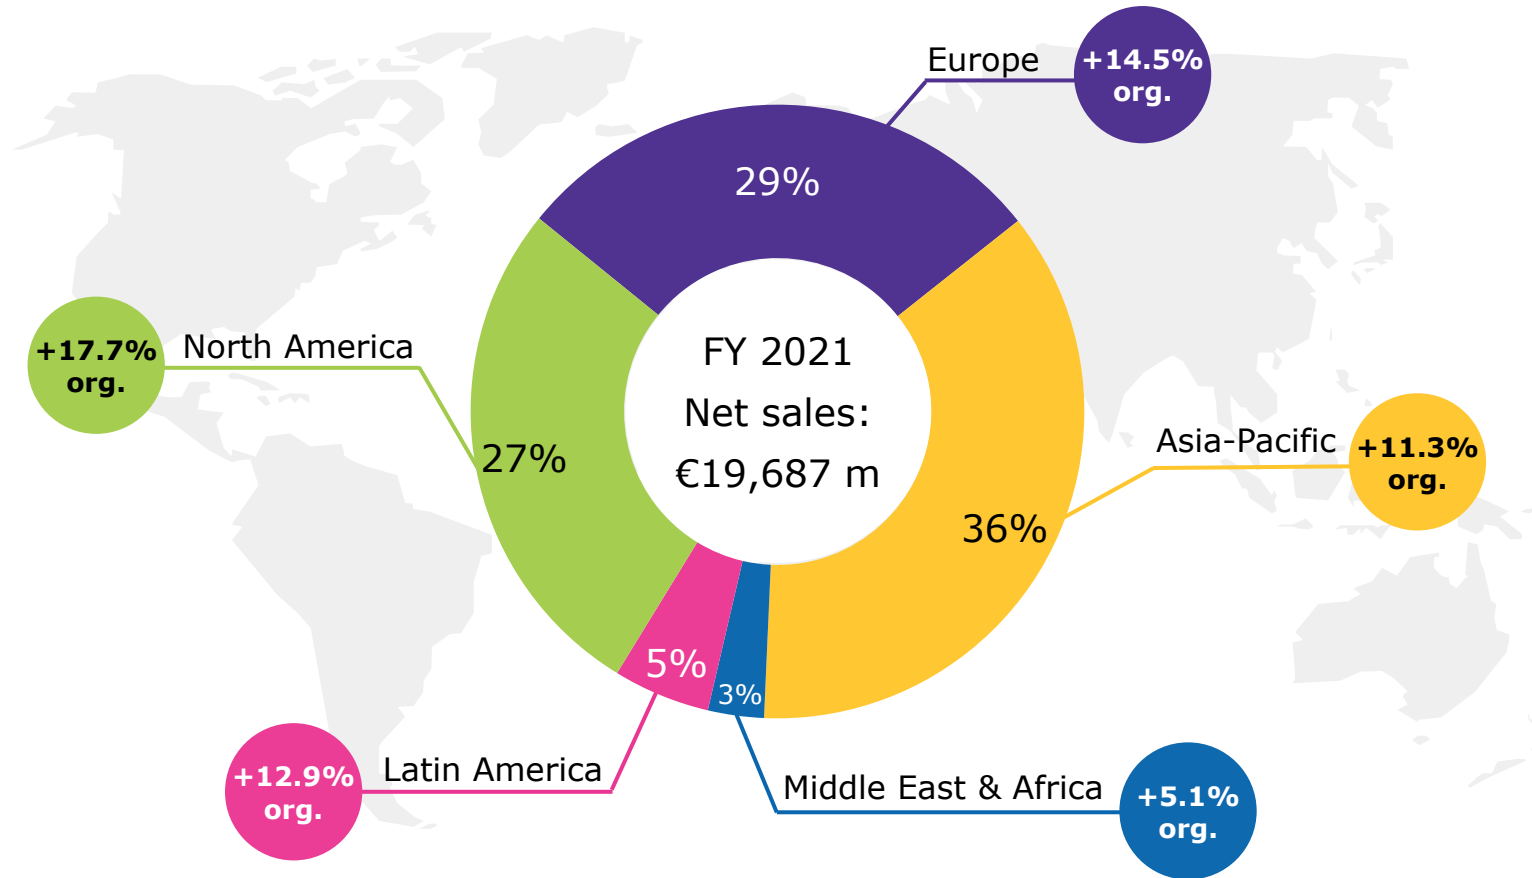 Europe
+14.5%
org.
29%
+17.7%
org.
North America
27%
FY 2021
Net sales:
€19,687 m
Asia-Pacific
+11.3%
org.
36%
5%
3%
+12.9%
org.
Latin America
Middle East & Africa
+5.1%
org.